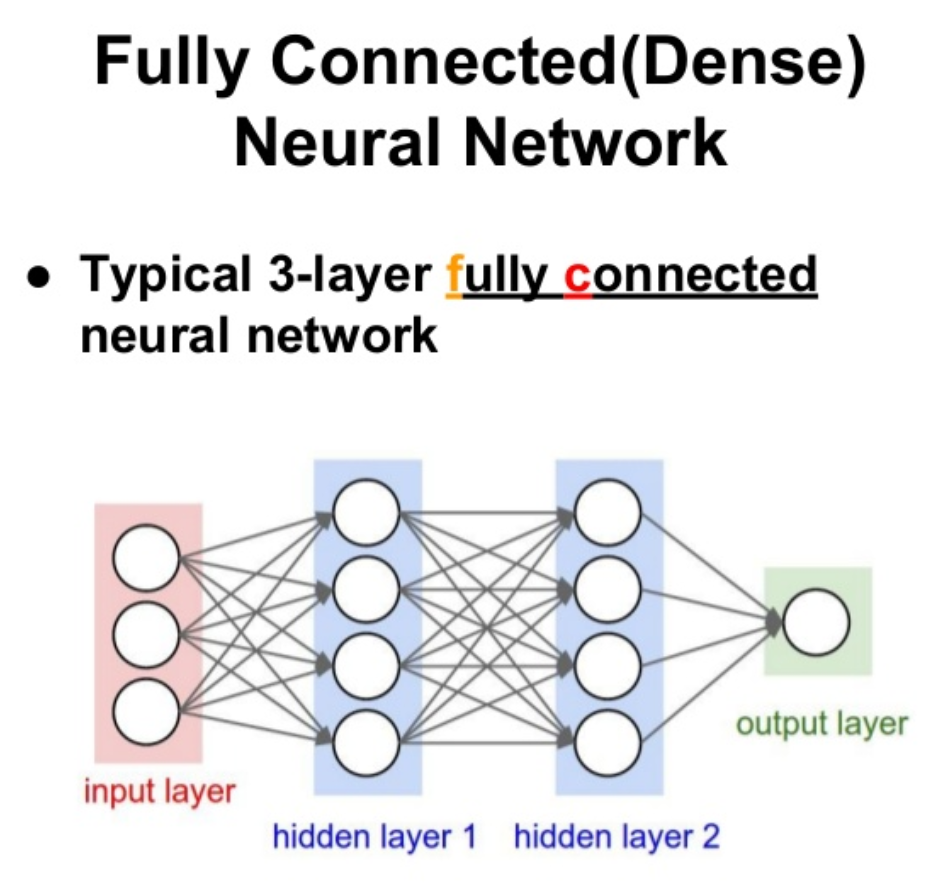 Fully Connected(Dense)
Neural Network
● Typical 3-layer fully connected
neural network
input layer
hidden layer 1
hidden layer 2
output layer